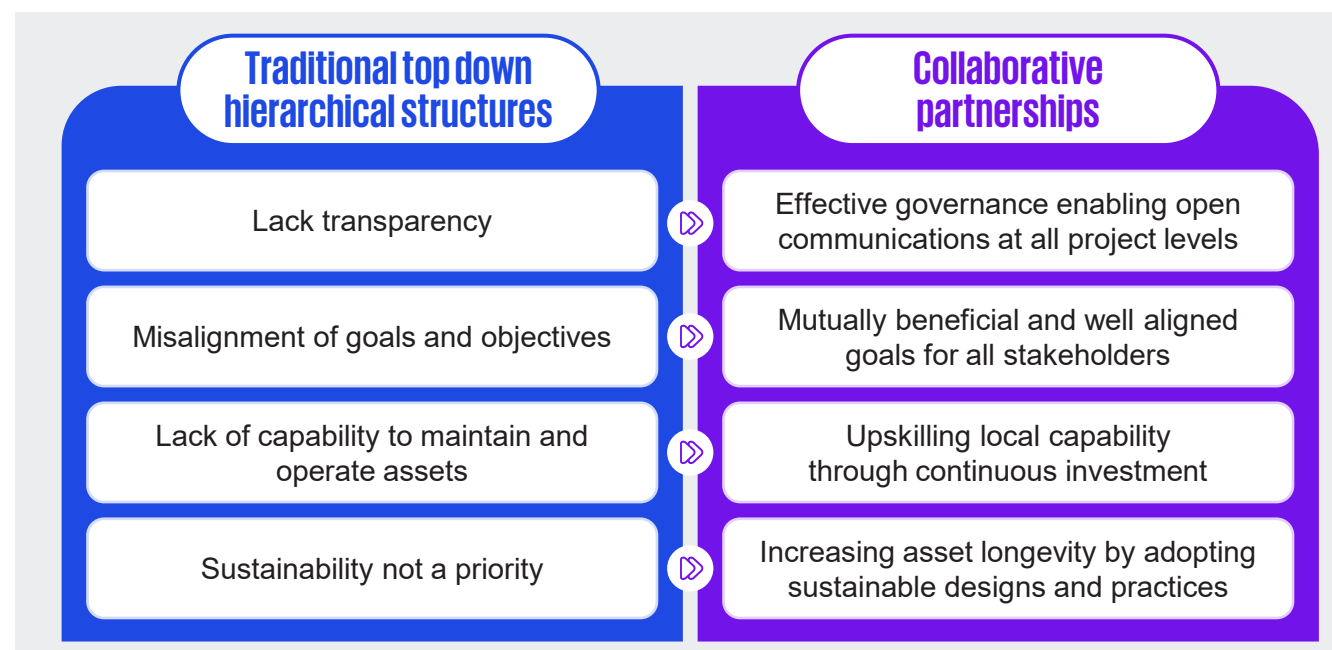 Traditional top down
hierarchical structures
Collaborative
partnerships
Lack transparency
Effective governance enabling open
communications at all project levels
Misalignment of goals and objectives
Mutually beneficial and well aligned
goals for all stakeholders
Lack of capability to maintain and
operate assets
Upskilling local capability
through continuous investment
Sustainability not a priority
Increasing asset longevity by adopting
sustainable designs and practices